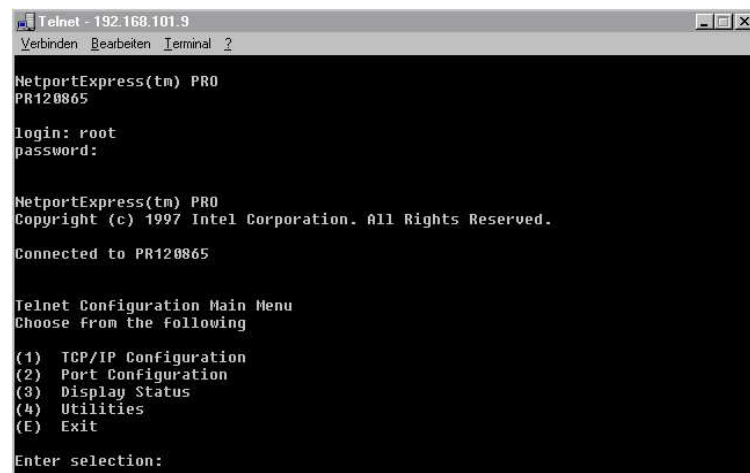 Telnet - 192.168.101.9
Verbinden Bearbeiten Terminal ?
NetportExpress(tm) PRO
PR120865
login: root
password:
NetportExpress(tm) PRO
Copyright (c) 1997 Intel Corporation. All Rights Reserved.
Connected to PR120865
Telnet Configuration Main Menu
Choose from the following
(1) TCP/IP Configuration
(2) Port Configuration
(3) Display Status
(4) Utilities
(E) Exit
Enter selection: